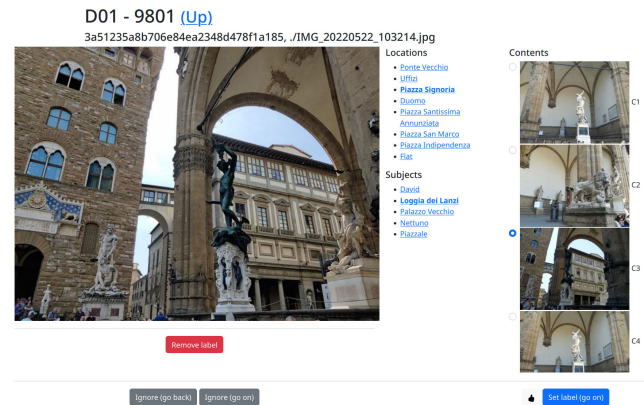 D01 - 9801 (Up)
3a51235a8b706e84ea2348d478f1a185, ./IMG_20220522_103214.jpg
Locations
Ponte Vecchio
Uffizi
Piazza Signoria
Duomo
Piazza Santissima
Annunziata
Piazza San Marco
Piazza Indipendenza
Flat
Subjects
David
Loggia dei Lanzi
Palazzo Vecchio
Nettuno
Piazzale
Contents
C1
C2
C3
C4
Remove label
Ignore (go back)
Ignore (go on)
Set label (go on)